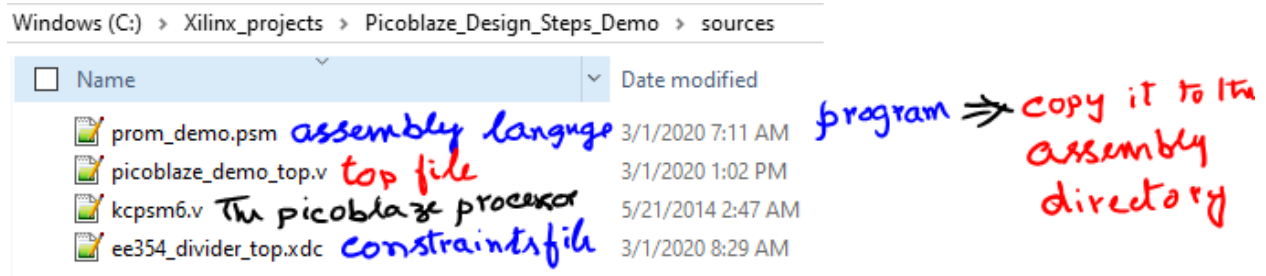 Windows (C:) > Xilinx_projects > Picoblaze_Design_Steps_Demo > sources
Name Date modified
prom_demo.psm assembly languge 3/1/2020 7:11 AM program ⇒ copy it to the
picoblaze_demo_top.v top file 3/1/2020 1:02 PM assembly
kcpsm6.v The picoblaze processor 5/21/2014 2:47 AM directory
ee354_divider_top.xdc constraints file 3/1/2020 8:29 AM